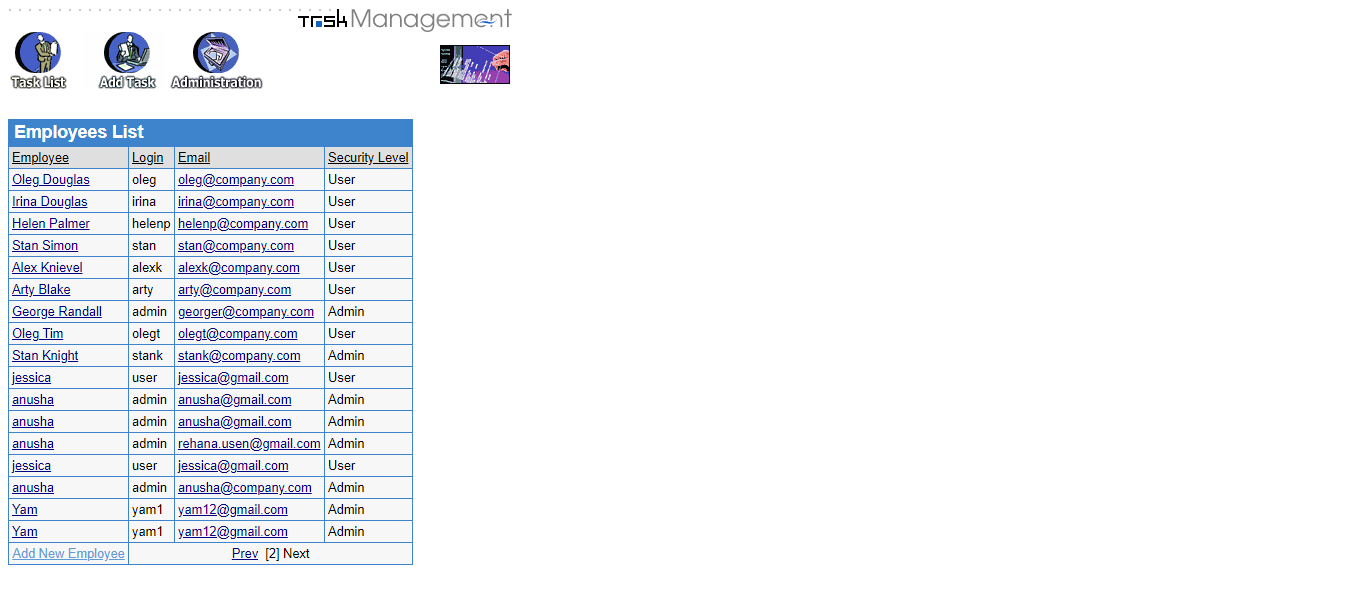 Task Management
Task List Add Task Administration
Employees List
Employee Login Email Security Level
Oleg Douglas oleg oleg@company.com User
Irina Douglas irina irina@company.com User
Helen Palmer helenp helenp@company.com User
Stan Simon stan stan@company.com User
Alex Knievel alexk alexk@company.com User
Arty Blake arty arty@company.com User
George Randall admin georger@company.com Admin
Oleg Tim olegt olegt@company.com User
Stan Knight stank stank@company.com Admin
jessica user jessica@gmail.com User
anusha admin anusha@gmail.com Admin
anusha admin anusha@gmail.com Admin
anusha admin rehana.usen@gmail.com Admin
jessica user jessica@gmail.com User
anusha admin anusha@company.com Admin
Yam yam1 yam12@gmail.com Admin
Yam yam1 yam12@gmail.com Admin
Add New Employee Prev [2] Next